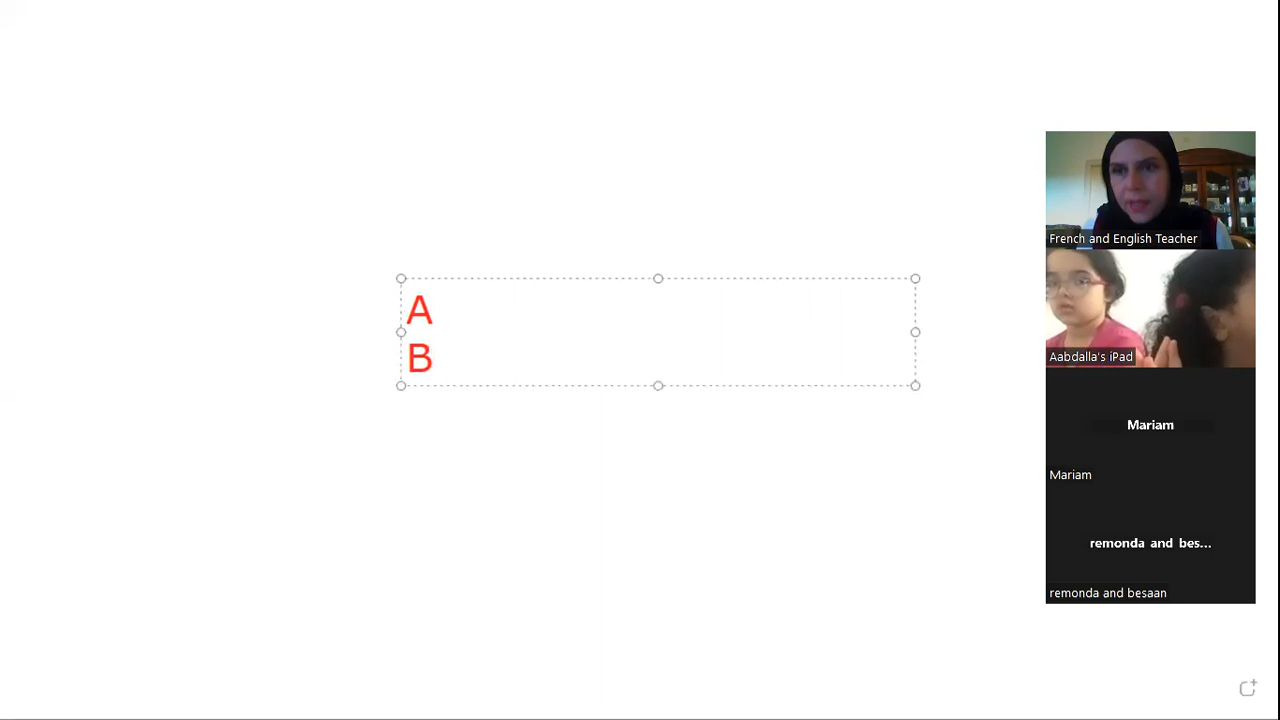 A
B
French and English Teacher
Aabdalla's iPad
Mariam
Mariam
remonda and bes...
remonda and besaan